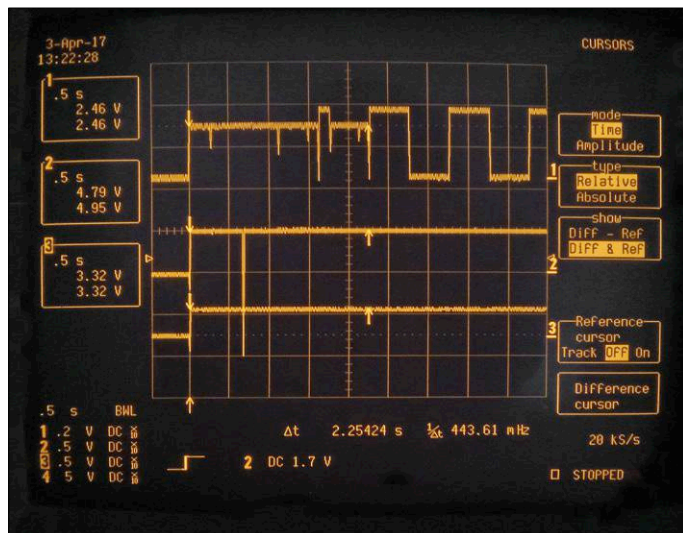 3-Apr-17
13:22:28
CURSORS
1
.5 s
2.46 V
2.46 V
2
.5 s
4.79 V
4.95 V
3
.5 s
3.32 V
3.32 V
mode
Time
Amplitude
type
Relative
Absolute
show
Diff - Ref
Diff & Ref
Reference
cursor
Track OFF On
Difference
cursor
1
2
3
.5 s BWL
1 .2 V DC
2 .5 V DC
3 .5 V DC
4 5 V DC
Δt 2.25424 s 1/Δt 443.61 mHz
2 DC 1.7 V
20 kS/s
STOPPED